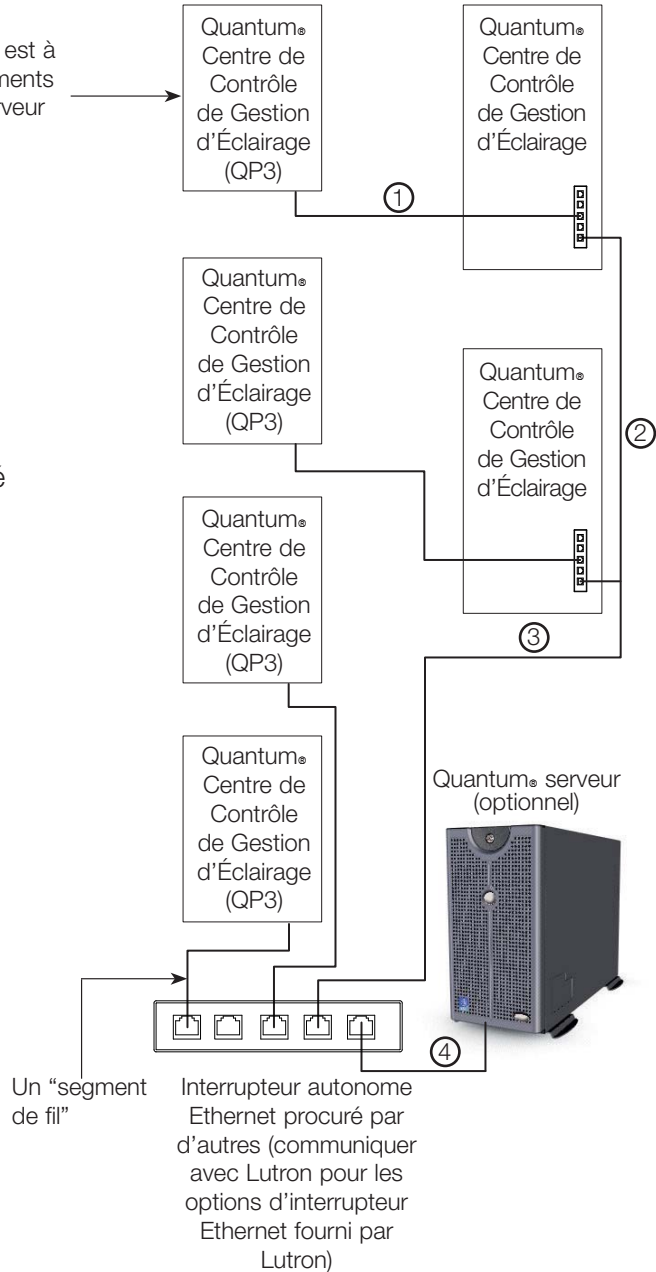 est à
ments
rveur
Quantum®
Centre de
Contrôle
de Gestion
d’Éclairage
(QP3)
Quantum®
Centre de
Contrôle
de Gestion
d’Éclairage
1
Quantum®
Centre de
Contrôle
de Gestion
d’Éclairage
(QP3)
Quantum®
Centre de
Contrôle
de Gestion
d’Éclairage
2
é
Quantum®
Centre de
Contrôle
de Gestion
d’Éclairage
(QP3)
3
Quantum®
Centre de
Contrôle
de Gestion
d’Éclairage
(QP3)
Quantum® serveur
(optionnel)
4
Un “segment
de fil”
Interrupteur autonome
Ethernet procuré par
d’autres (communiquer
avec Lutron pour les
options d’interrupteur
Ethernet fourni par
Lutron)